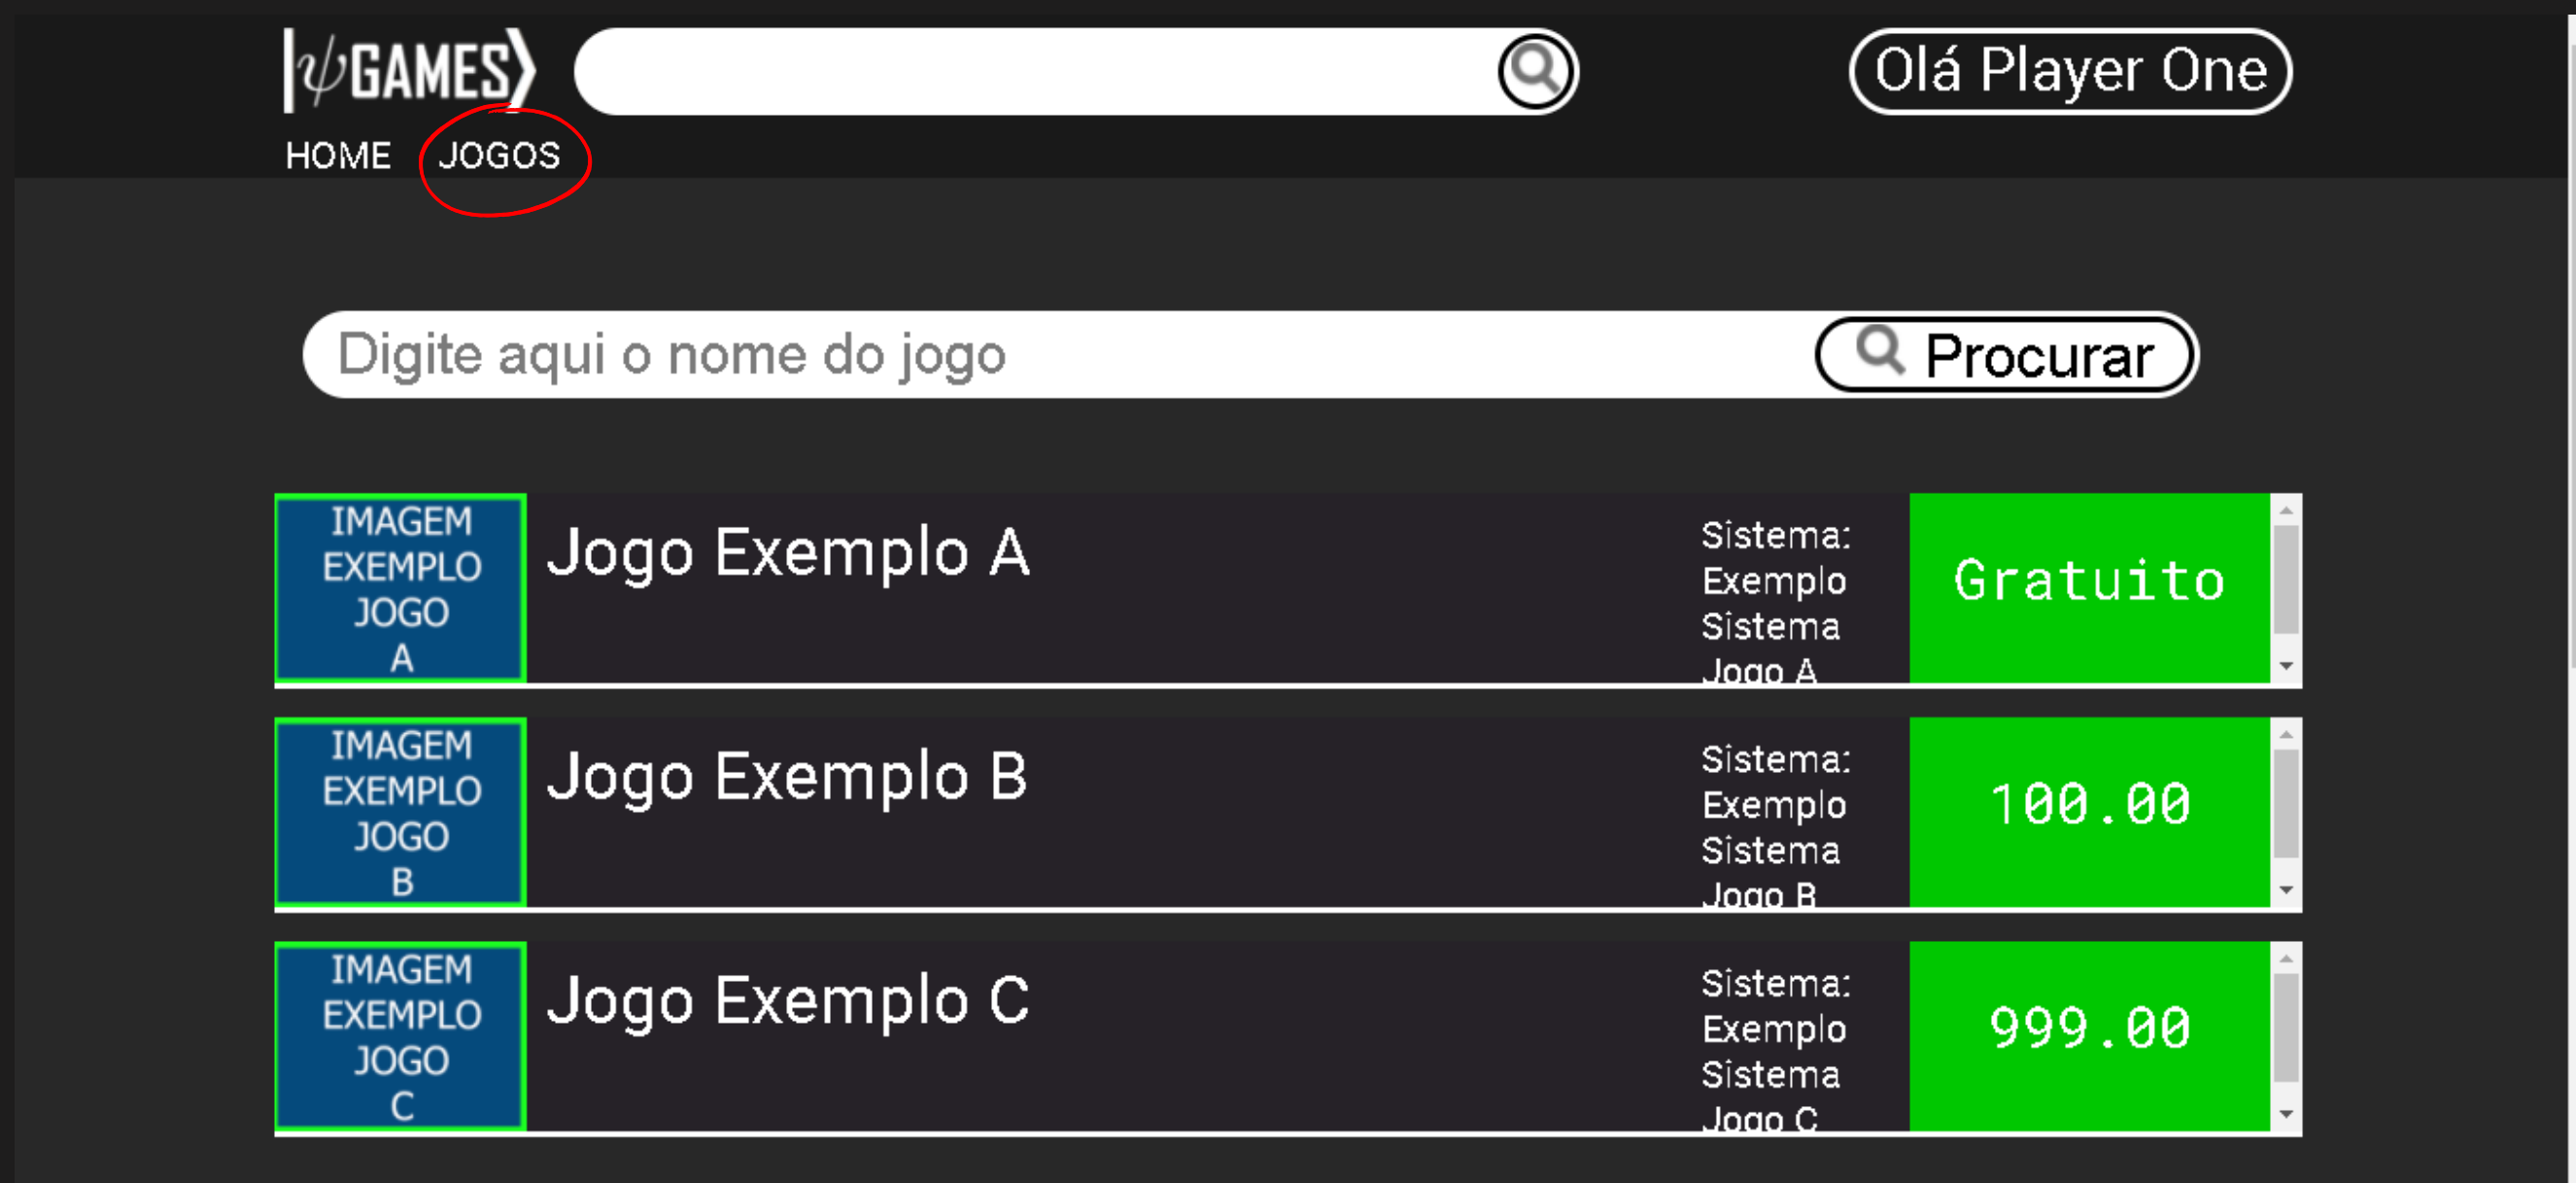 |ψGAMES⟩
Olá Player One
HOME JOGOS
Digite aqui o nome do jogo
Procurar
IMAGEM
EXEMPLO
JOGO
A
Jogo Exemplo A
Sistema:
Exemplo
Sistema
Jogo A
Gratuito
IMAGEM
EXEMPLO
JOGO
B
Jogo Exemplo B
Sistema:
Exemplo
Sistema
Jogo B
100.00
IMAGEM
EXEMPLO
JOGO
C
Jogo Exemplo C
Sistema:
Exemplo
Sistema
Jogo C
999.00